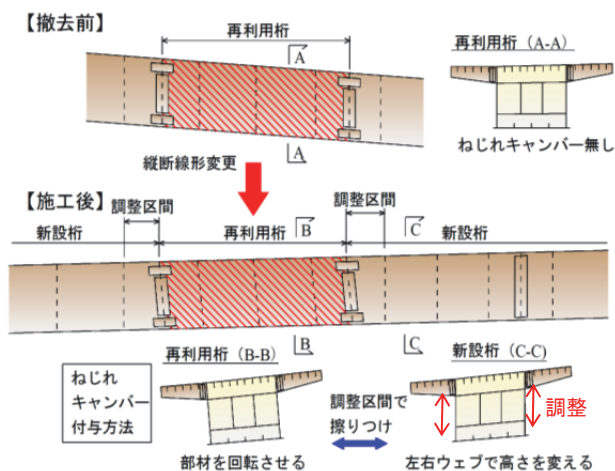 【撤去前】
再利用桁
A
A
再利用桁（A-A）
ねじれキャンバー無し
縦断線形変更
【施工後】
調整区間
調整区間
新設桁
再利用桁
新設桁
B
C
B
C
ねじれ
キャンバー
付与方法
再利用桁（B-B）
部材を回転させる
調整区間で
擦りつけ
新設桁（C-C）
調整
左右ウェブで高さを変える